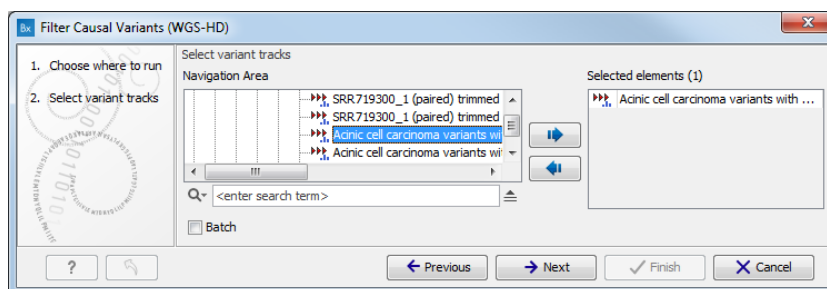 Bx Filter Causal Variants (WGS-HD)
1. Choose where to run
2. Select variant tracks
Select variant tracks
Navigation Area
SRR719300_1 (paired) trimmed
SRR719300_1 (paired) trimmed
Acinic cell carcinoma variants wi
Acinic cell carcinoma variants wi
<enter search term>
Batch
Selected elements (1)
Acinic cell carcinoma variants with ...
?
Previous
Next
Finish
Cancel